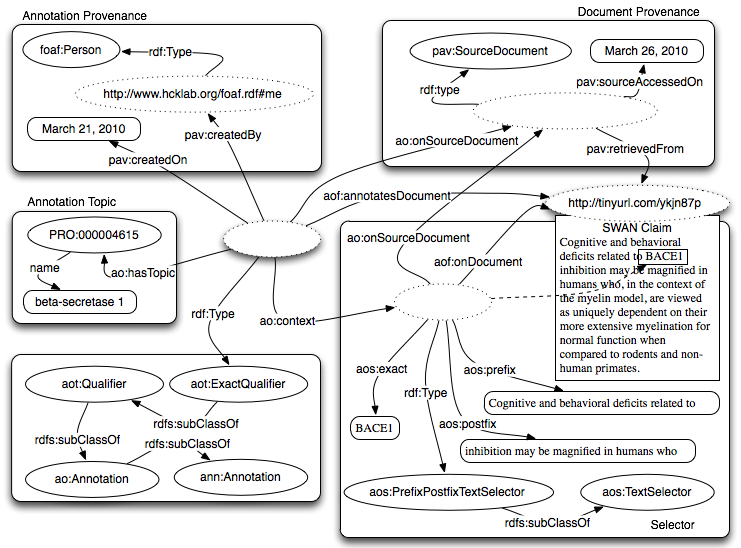 Annotation Provenance
foaf:Person
rdf:Type
http://www.hcklab.org/foaf.rdf#me
March 21, 2010
pav:createdBy
pav:createdOn
Document Provenance
pav:SourceDocument
March 26, 2010
rdf:type
pav:sourceAccessedOn
ao:onSourceDocument
pav:retrievedFrom
aof:annotatesDocument
http://tinyurl.com/ykjn87p
Annotation Topic
PRO:000004615
name
ao:hasTopic
beta-secretase 1
ao:onSourceDocument
aof:onDocument
SWAN Claim
Cognitive and behavioral
deficits related to BACE1
inhibition may be magnified in
humans who, in the context of
the myelin model, are viewed
as uniquely dependent on their
more extensive myelination for
normal function when
compared to rodents and non-
human primates.
rdf:Type
ao:context
aot:Qualifier
aot:ExactQualifier
rdfs:subClassOf
rdfs:subClassOf
ao:Annotation
ann:Annotation
aos:exact
rdf:Type
aos:prefix
aos:postfix
BACE1
Cognitive and behavioral deficits related to
inhibition may be magnified in humans who
aos:PrefixPostfixTextSelector
aos:TextSelector
rdfs:subClassOf
Selector